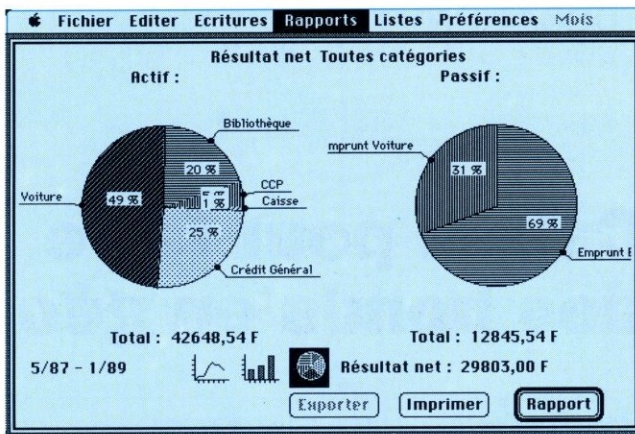 Fichier Editer Ecritures Rapports Listes Préférences Mois
Résultat net Toutes catégories
Actif : Passif :
Bibliothèque
mprunt Voiture
20 %
31 %
CCP
Voiture
49 %
1 %
Caisse
25 %
69 %
Crédit Général
Emprunt
Total : 42648,54 F Total : 12845,54 F
5/87 - 1/89
Résultat net : 29803,00 F
Exporter Imprimer Rapport